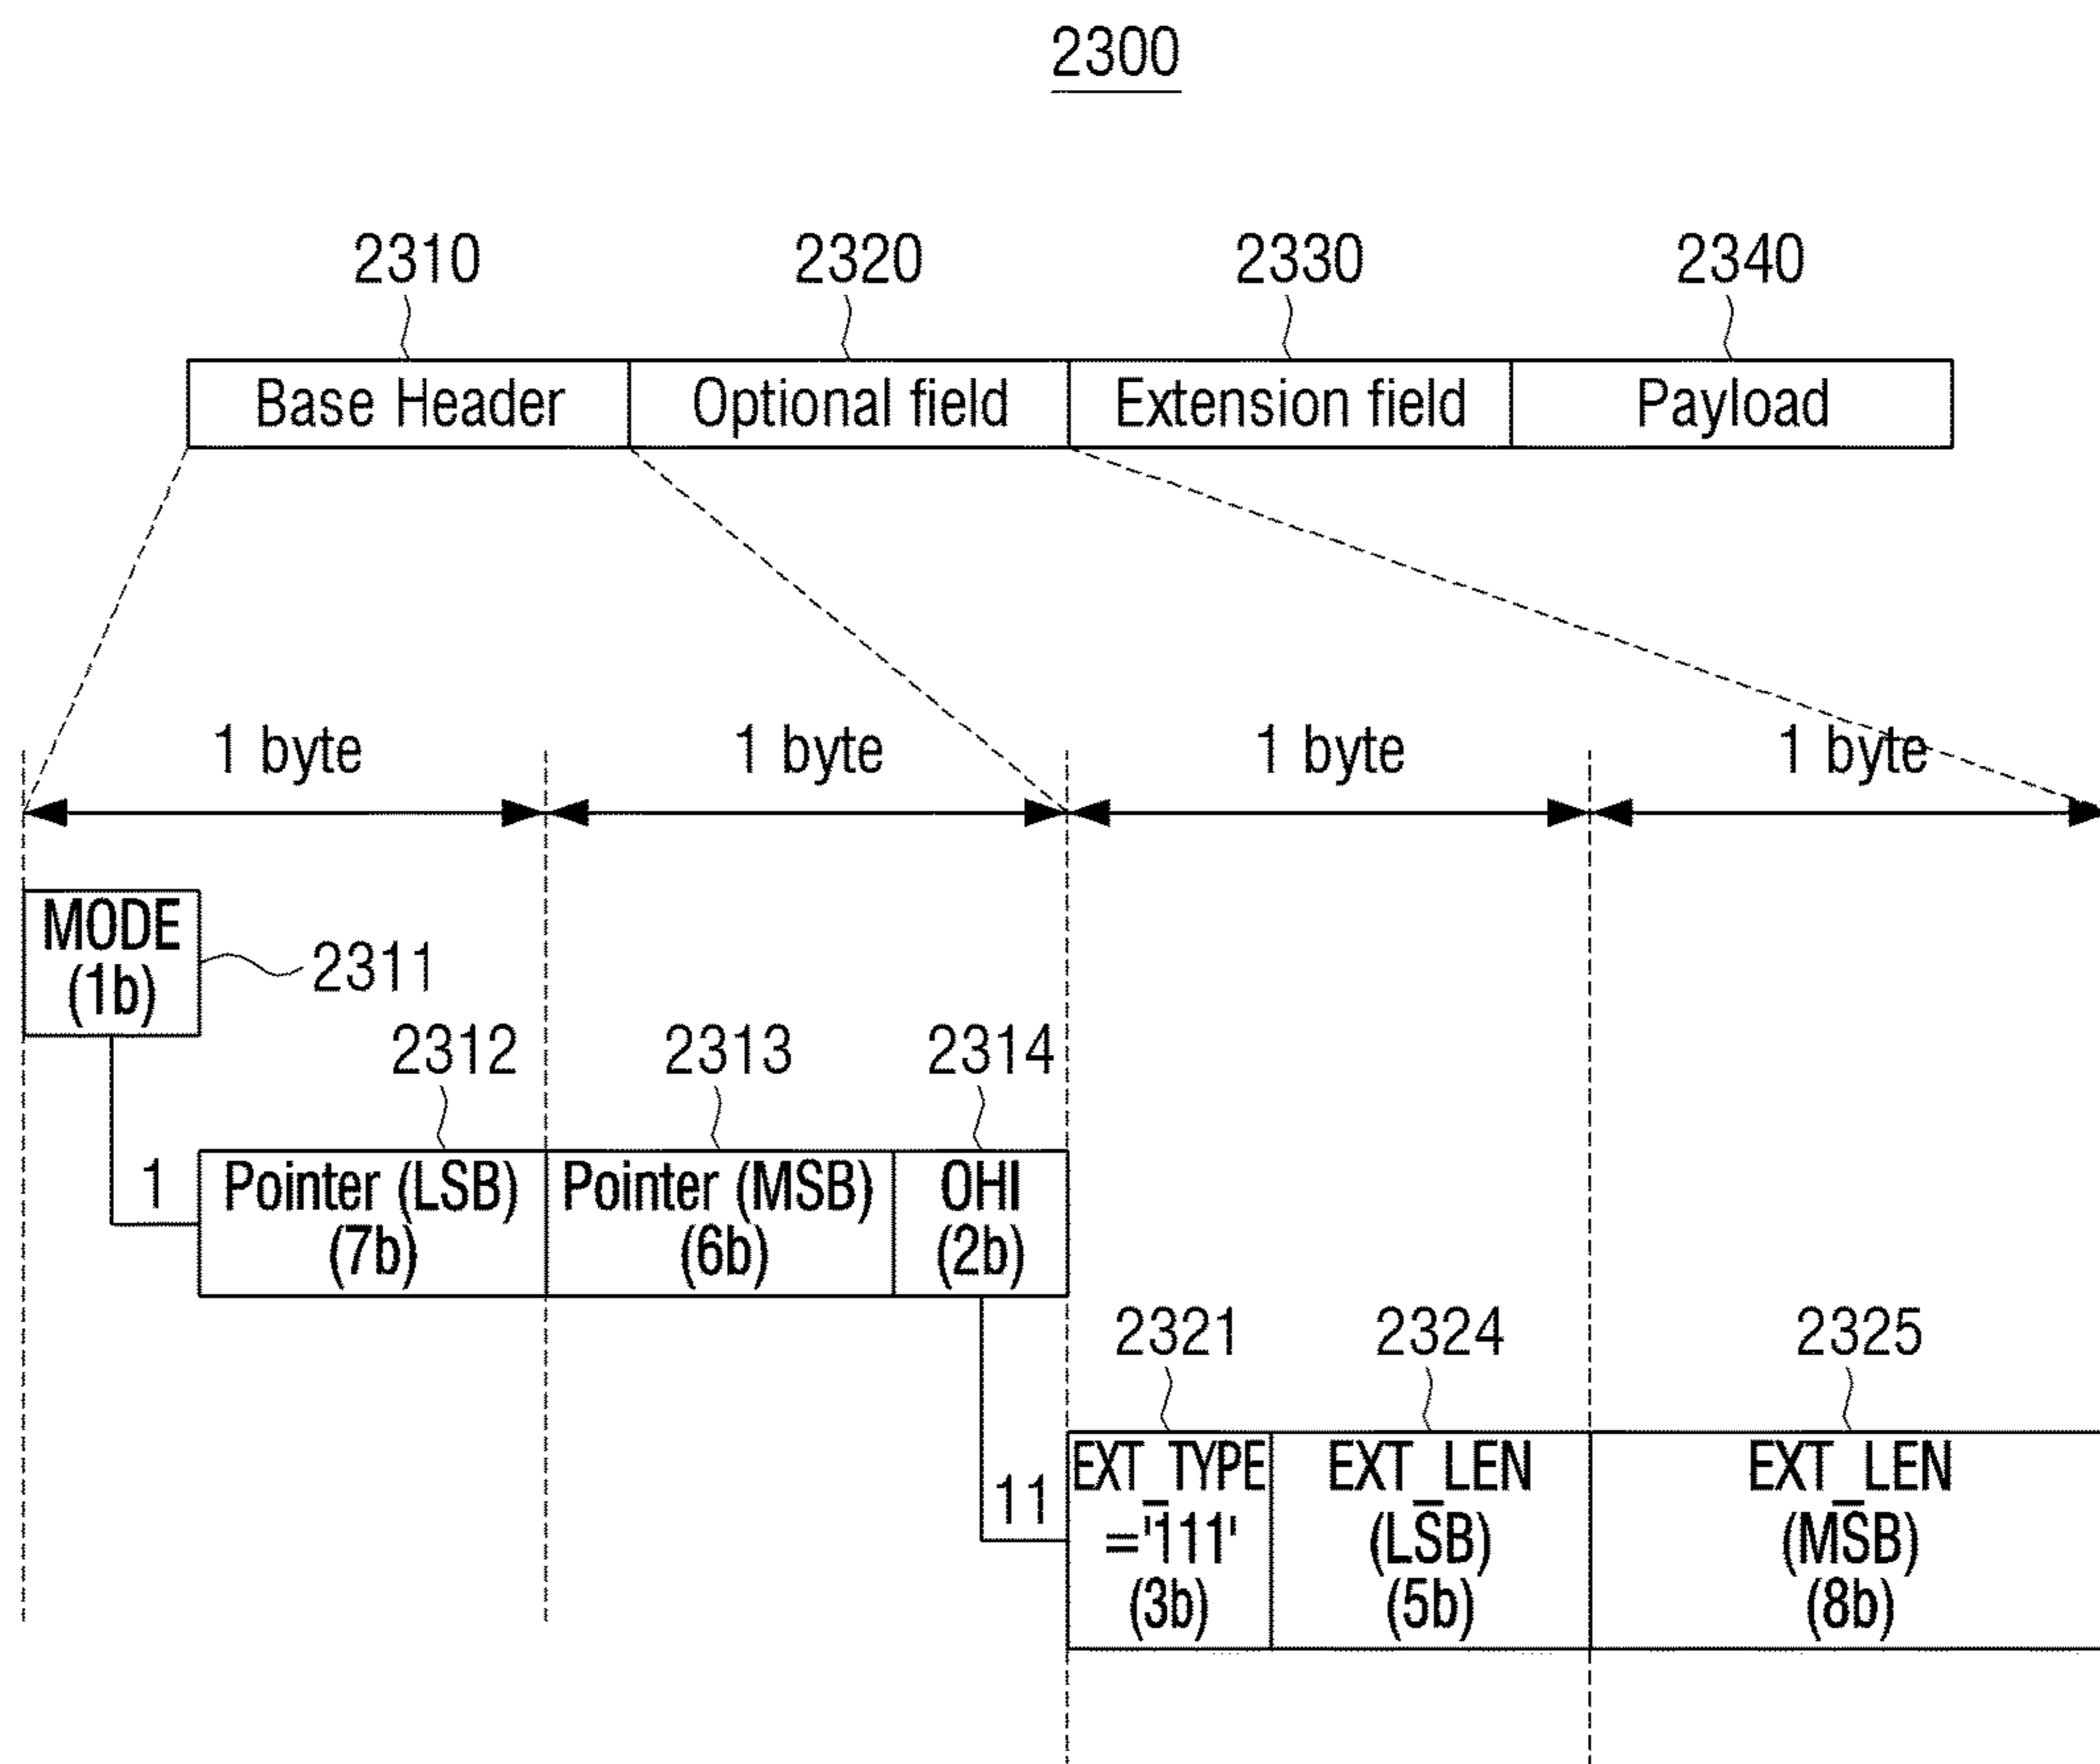 2300
2310 2320 2330 2340
Base Header Optional field Extension field Payload
1 byte 1 byte 1 byte 1 byte
MODE
(1b)
2311
2312 2313 2314
1
Pointer (LSB)
(7b)
Pointer (MSB)
(6b)
OHI
(2b)
2321 2324 2325
11
EXT_TYPE
='111'
(3b)
EXT_LEN
(LSB)
(5b)
EXT_LEN
(MSB)
(8b)